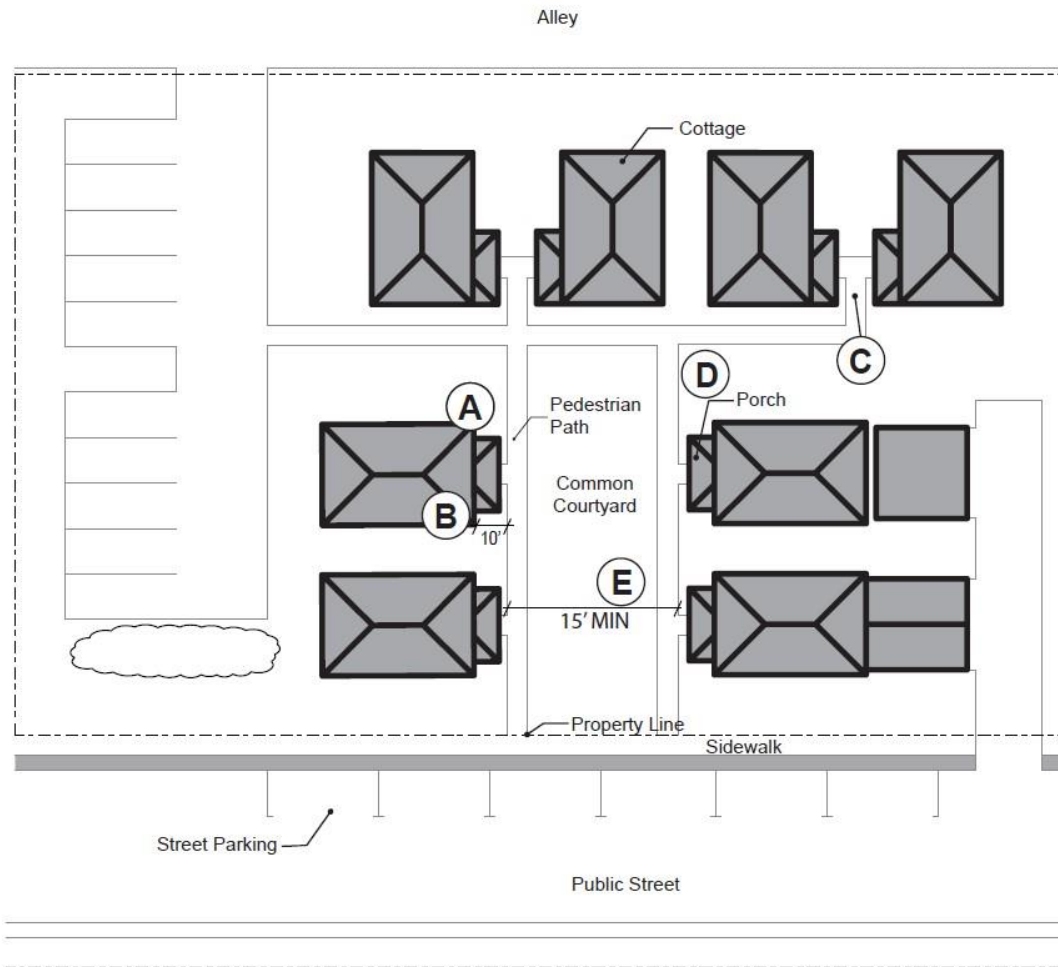 Alley
Cottage
C
D
A
Porch
Pedestrian
Path
Common
Courtyard
B
10'
E
15' MIN
Property Line
Sidewalk
Street Parking
Public Street